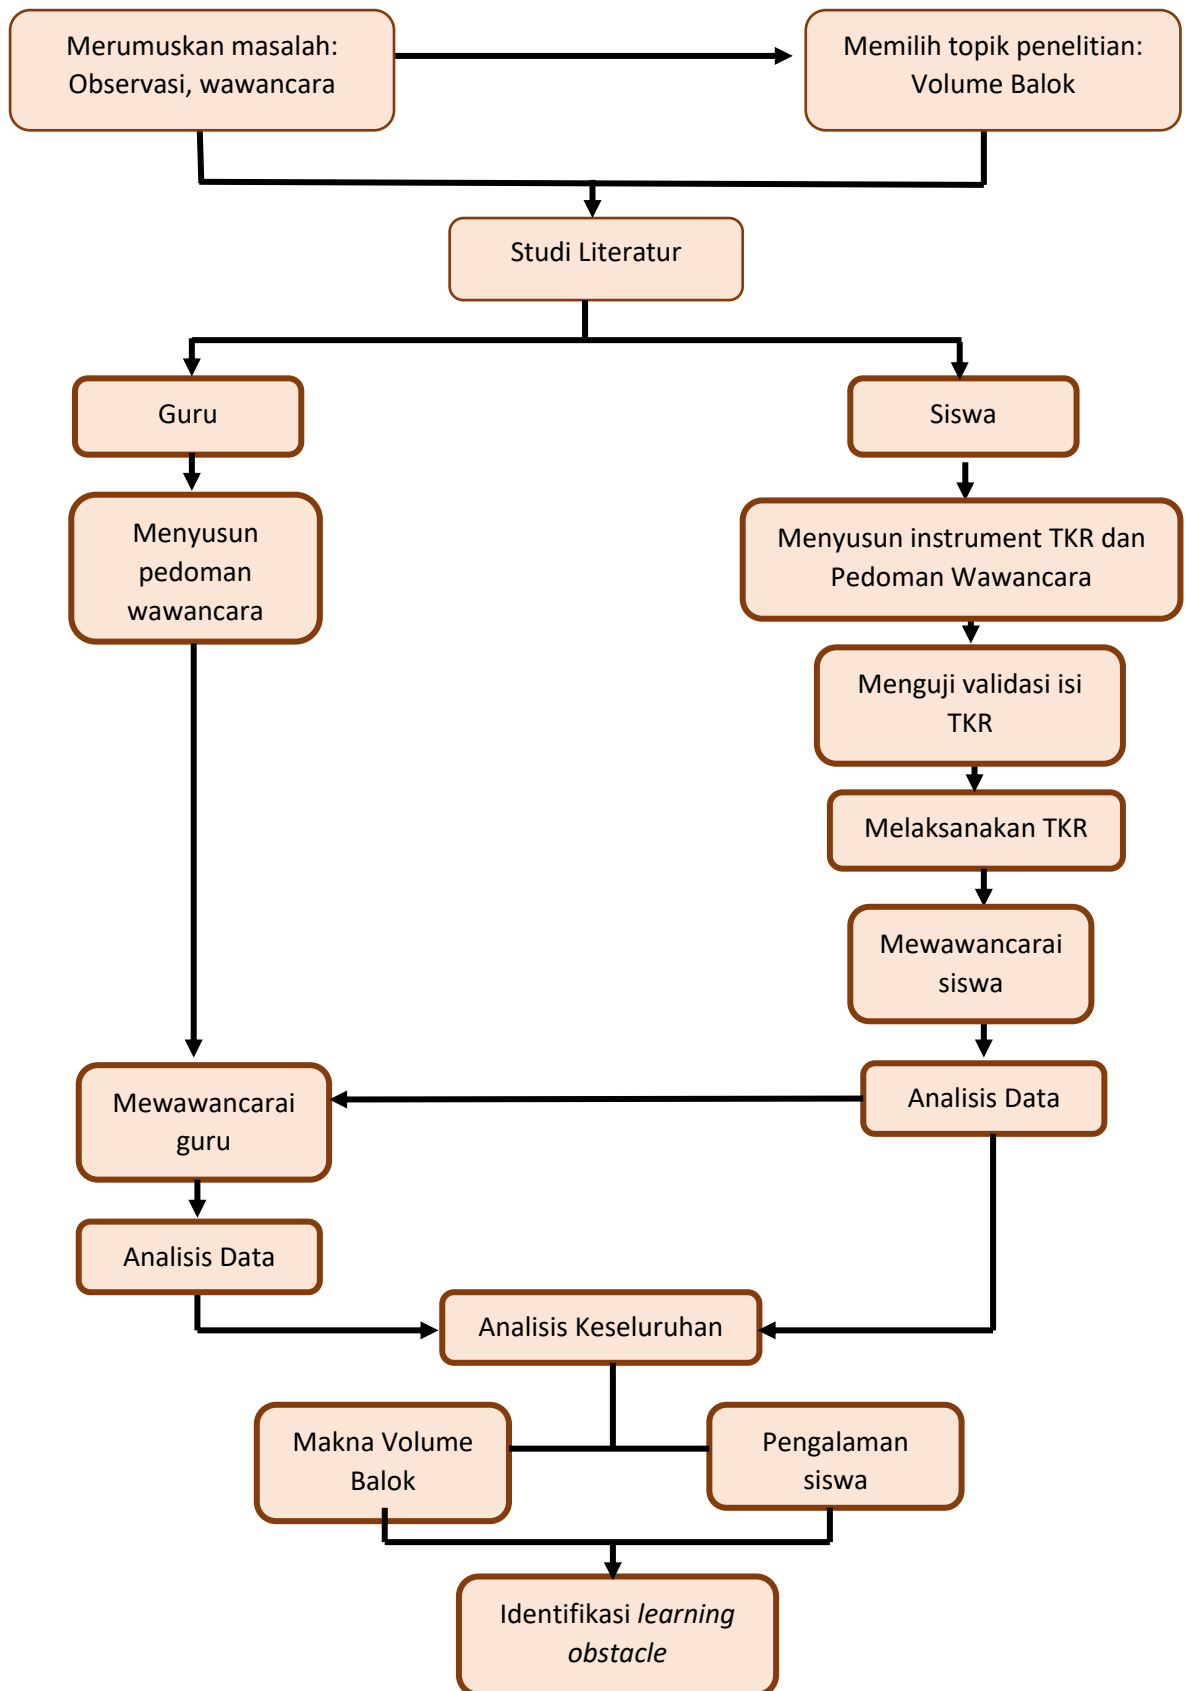 Merumuskan masalah:
Observasi, wawancara
Memilih topik penelitian:
Volume Balok
Studi Literatur
Guru
Siswa
Menyusun
pedoman
wawancara
Menyusun instrument TKR dan
Pedoman Wawancara
Menguji validasi isi
TKR
Melaksanakan TKR
Mewawancarai
siswa
Mewawancarai
guru
Analisis Data
Analisis Data
Analisis Keseluruhan
Makna Volume
Balok
Pengalaman
siswa
Identifikasi learning
obstacle